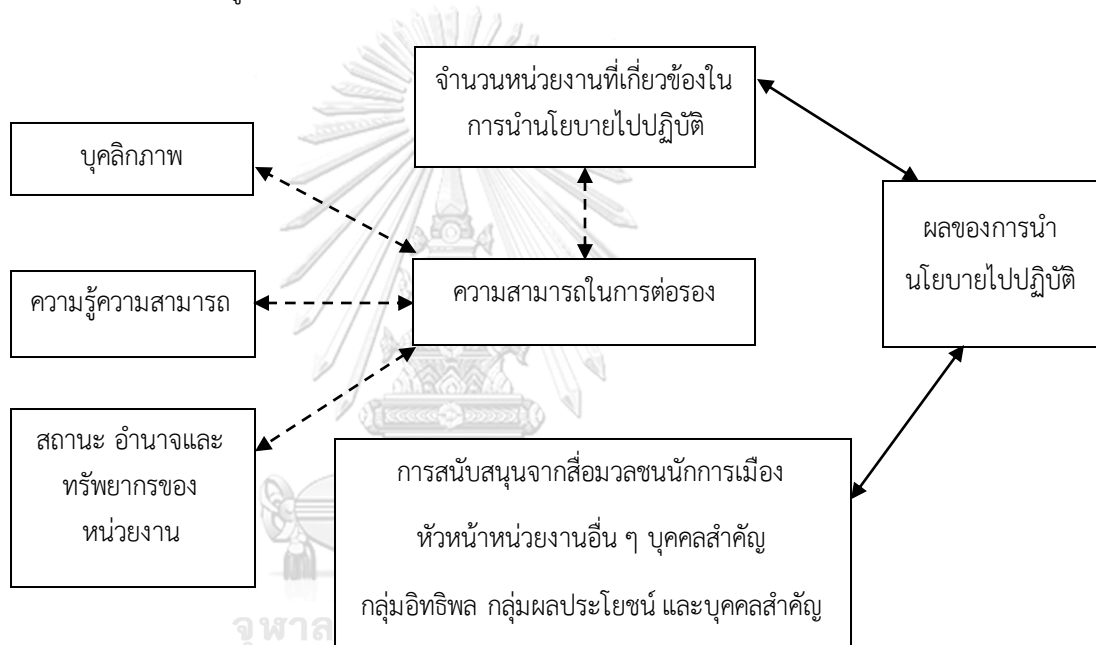 จำนวนหน่วยงานที่เกี่ยวข้องใน
การนำนโยบายไปปฏิบัติ
บุคลิกภาพ
ผลของการนำ
นโยบายไปปฏิบัติ
ความรู้ความสามารถ
ความสามารถในการต่อรอง
สถานะ อำนาจและ
ทรัพยากรของ
หน่วยงาน
การสนับสนุนจากสื่อมวลชนนักการเมือง
หัวหน้าหน่วยงานอื่น ๆ บุคคลสำคัญ
กลุ่มอิทธิพล กลุ่มผลประโยชน์ และบุคคลสำคัญ
จุฬาล